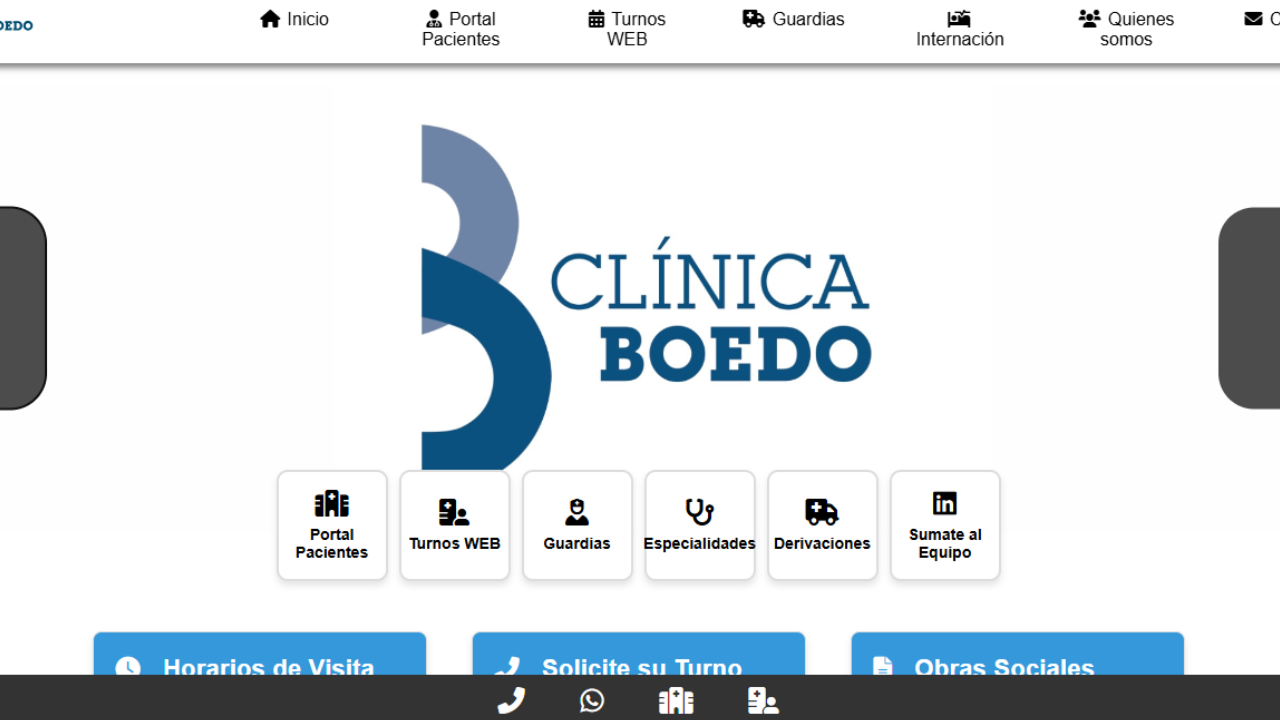 Inicio
Portal
Pacientes
Turnos
WEB
Guardias
Internación
Quienes
somos
CLÍNICA
BOEDO
Portal
Pacientes
Turnos WEB
Guardias
Especialidades
Derivaciones
Sumate al
Equipo
Horarios de Visita
Solicite su Turno
Obras Sociales